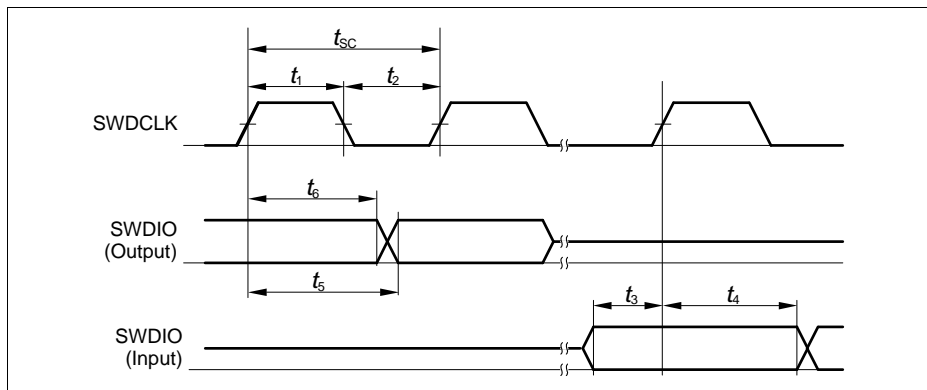 tSC
t1
t2
SWDCLK
t6
SWDIO
(Output)
t5
t3
t4
SWDIO
(Input)